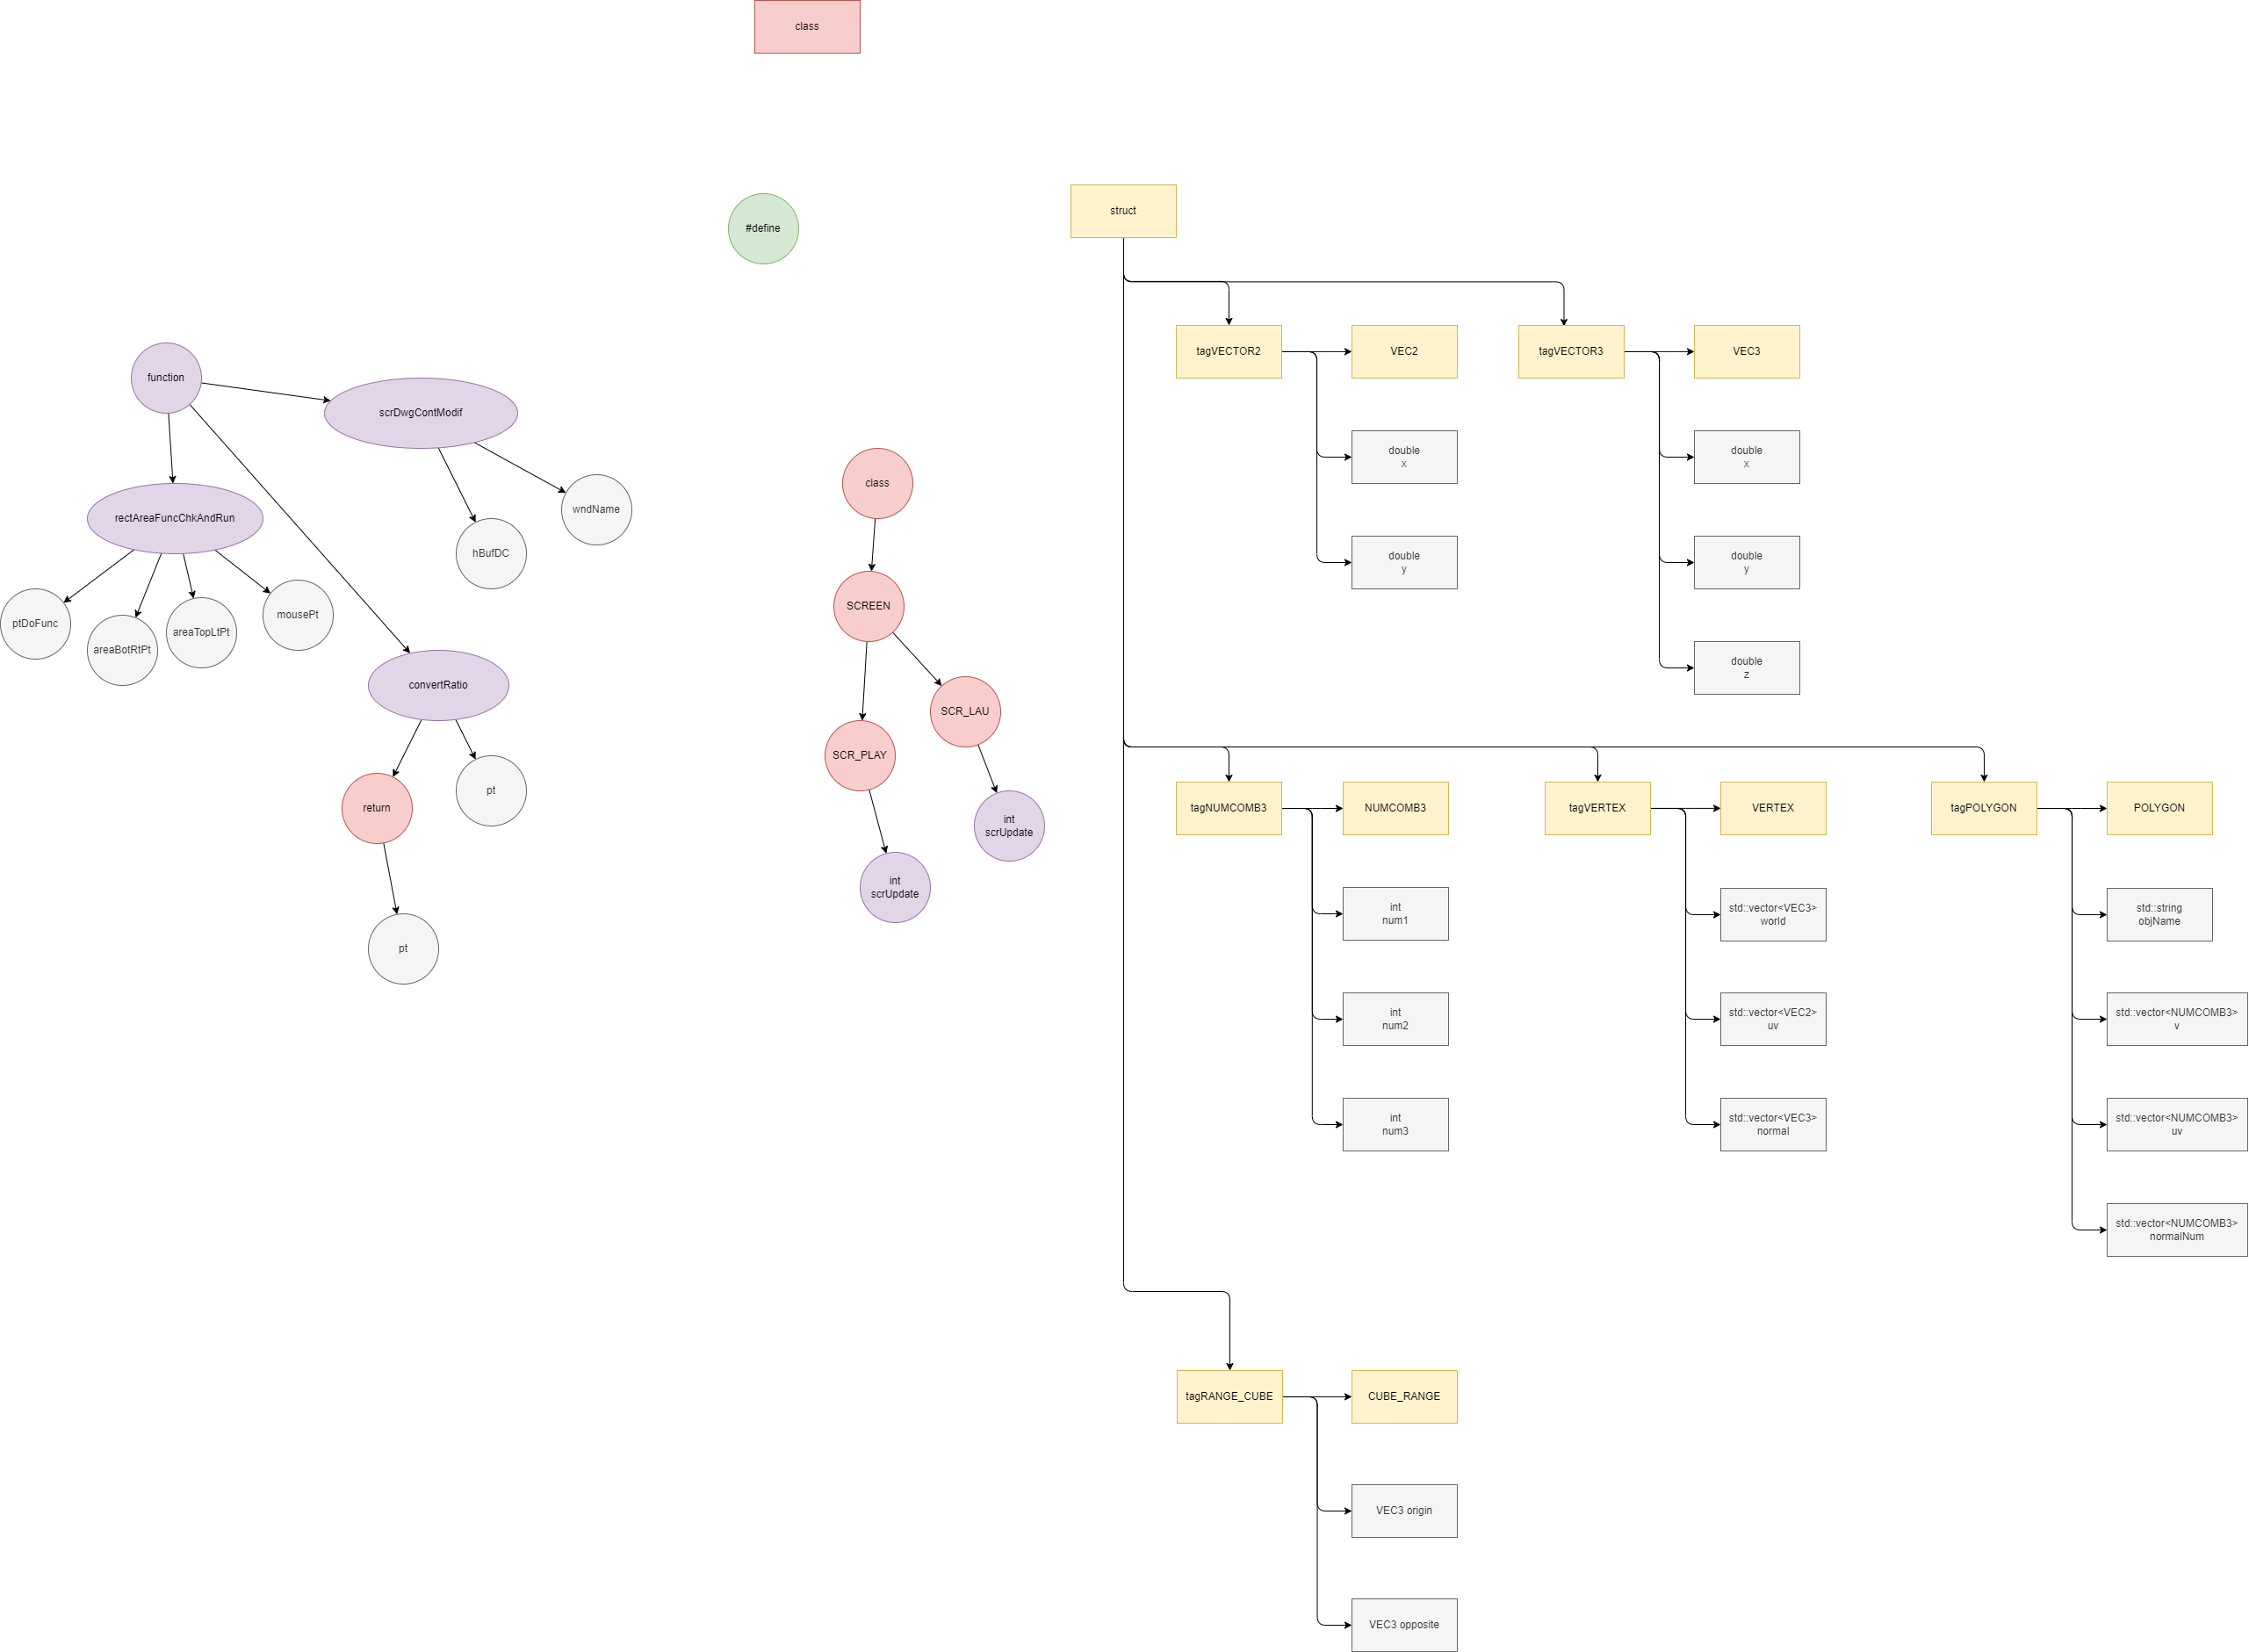 class
#define
struct
tagVECTOR2
VEC2
tagVECTOR3
VEC3
double
x
double
x
double
y
double
y
double
z
function
scrDwgContModif
rectAreaFuncChkAndRun
wndName
hBufDC
ptDoFunc
areaBotRtPt
areaTopLtPt
mousePt
convertRatio
return
pt
pt
class
SCREEN
SCR_LAU
SCR_PLAY
int
scrUpdate
int
scrUpdate
tagNUMCOMB3
NUMCOMB3
tagVERTEX
VERTEX
tagPOLYGON
POLYGON
int
num1
std::vector<VEC3>
world
std::string
objName
int
num2
std::vector<VEC2>
uv
std::vector<NUMCOMB3>
v
int
num3
std::vector<VEC3>
normal
std::vector<NUMCOMB3>
uv
std::vector<NUMCOMB3>
normalNum
tagRANGE_CUBE
CUBE_RANGE
VEC3 origin
VEC3 opposite